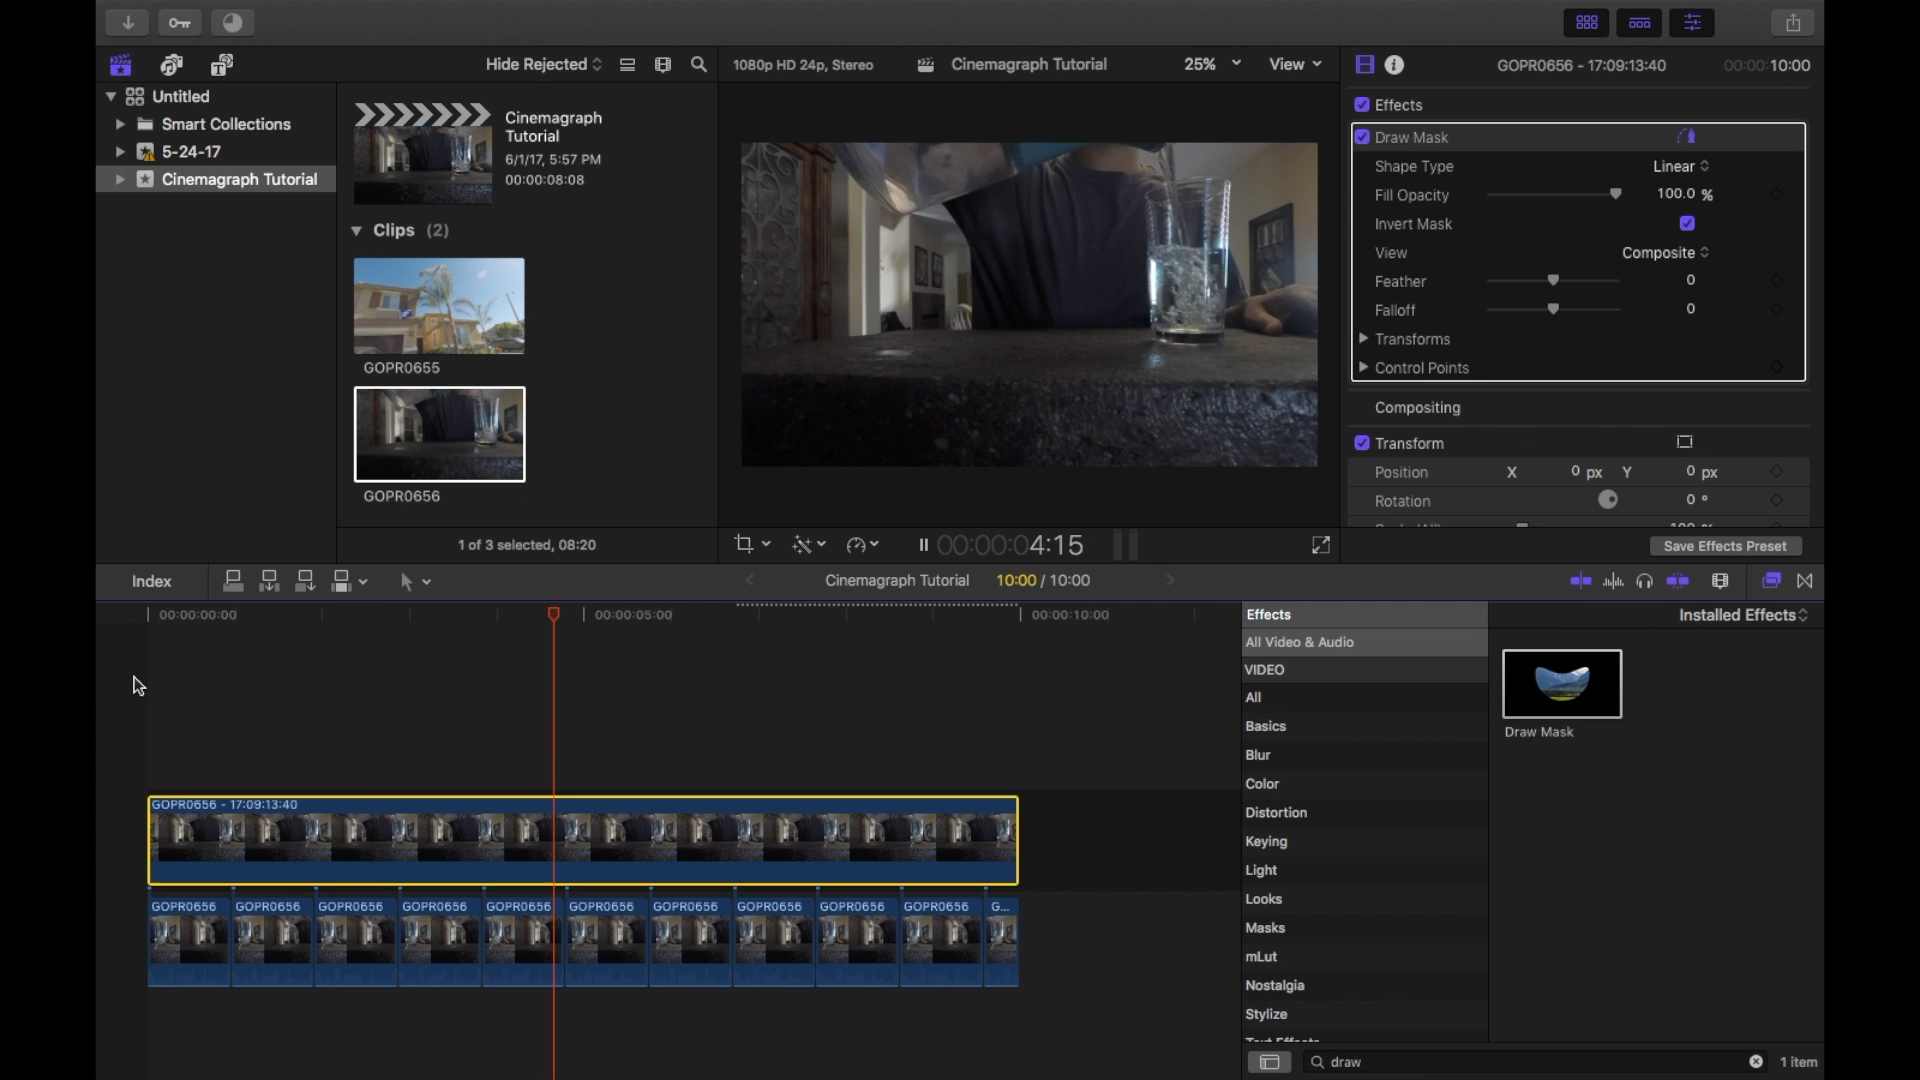 Hide Rejected
1080p HD 24p, Stereo
Cinemagraph Tutorial
25%
View
GOPR0656 - 17:09:13:40
00:00:10:00
Untitled
Smart Collections
5-24-17
Cinemagraph Tutorial
Cinemagraph
Tutorial
6/1/17, 5:57 PM
00:00:08:08
Clips (2)
GOPR0655
GOPR0656
1 of 3 selected, 08:20
00:00:04:15
Effects
Draw Mask
Shape Type
Linear
Fill Opacity
100.0 %
Invert Mask
View
Composite
Feather
0
Falloff
0
Transforms
Control Points
Compositing
Transform
Position X 0 px Y 0 px
Rotation
0 °
Save Effects Preset
Index
Cinemagraph Tutorial
10:00 / 10:00
00:00:00:00
00:00:05:00
00:00:10:00
GOPR0656 - 17:09:13:40
GOPR0656
GOPR0656
GOPR0656
GOPR0656
GOPR0656
GOPR0656
GOPR0656
GOPR0656
GOPR0656
GOPR0656
G...
Effects
Installed Effects
All Video & Audio
VIDEO
All
Basics
Blur
Color
Distortion
Keying
Light
Looks
Masks
mLut
Nostalgia
Stylize
Draw Mask
draw
1 item